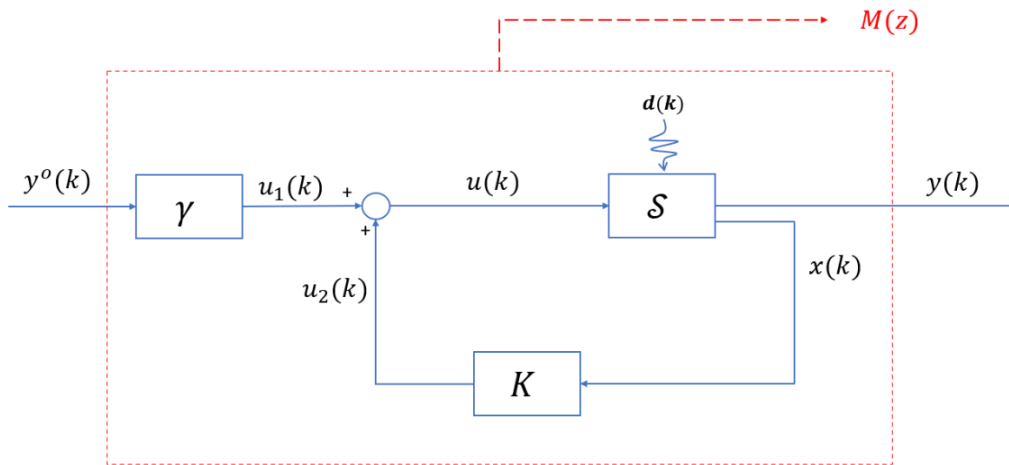 M(z)
d(k)
y°(k)
γ
u₁(k)
+
u(k)
𝒮
y(k)
+
x(k)
u₂(k)
K